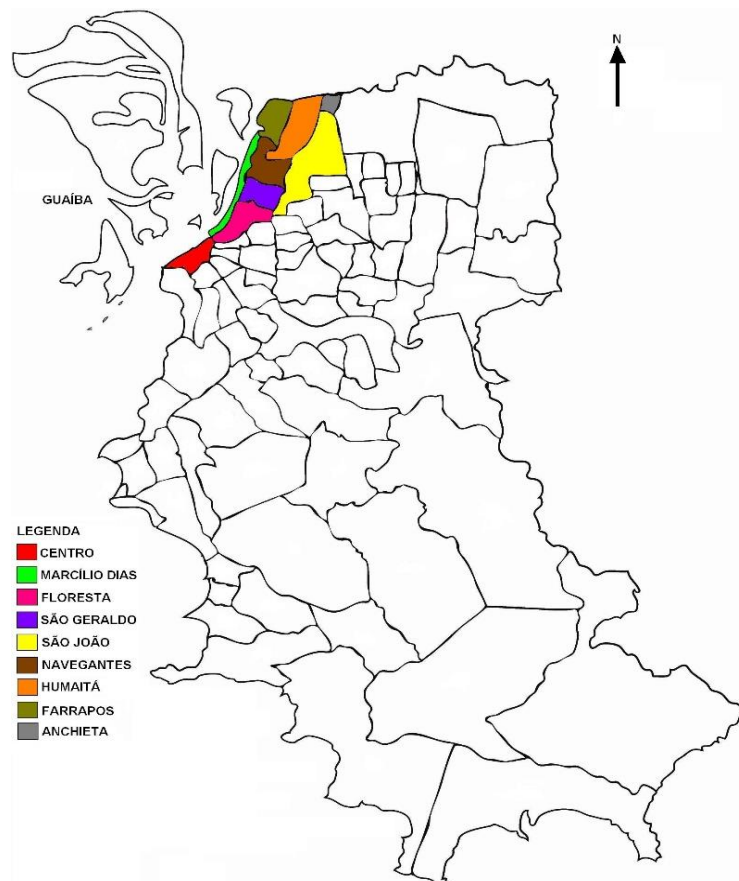 N
GUAÍBA
LEGENDA
CENTRO
MARCÍLIO DIAS
FLORESTA
SÃO GERALDO
SÃO JOÃO
NAVEGANTES
HUMAITÁ
FARRAPOS
ANCHIETA